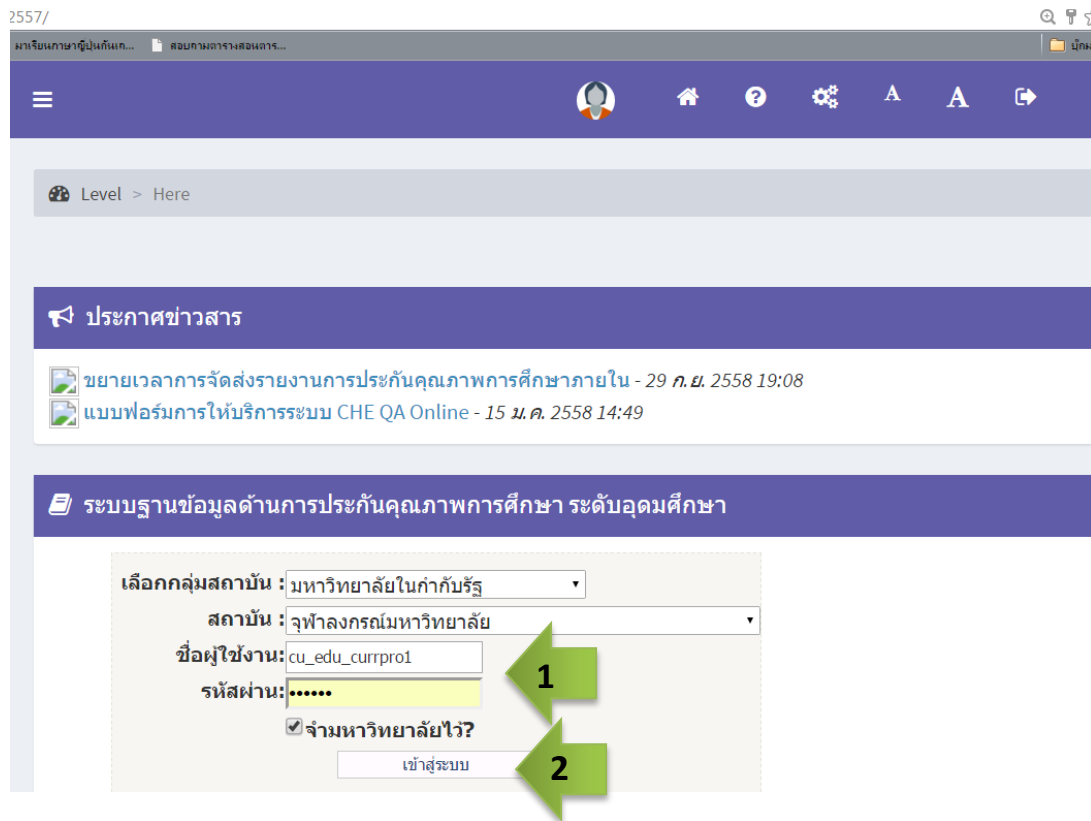 2557/
มาเรียนภาษาญี่ปุ่นกันเถ... สอบถามตารางสอนตาร...
A A
Level > Here
ประกาศข่าวสาร
ขยายเวลาการจัดส่งรายงานการประกันคุณภาพการศึกษาภายใน - 29 ก.ย. 2558 19:08
แบบฟอร์มการให้บริการระบบ CHE QA Online - 15 ม.ค. 2558 14:49
ระบบฐานข้อมูลด้านการประกันคุณภาพการศึกษา ระดับอุดมศึกษา
เลือกกลุ่มสถาบัน : มหาวิทยาลัยในกำกับรัฐ
สถาบัน : จุฬาลงกรณ์มหาวิทยาลัย
ชื่อผู้ใช้งาน: cu_edu_currpro1
1
รหัสผ่าน: ••••••
จำมหาวิทยาลัยไว้?
เข้าสู่ระบบ 2